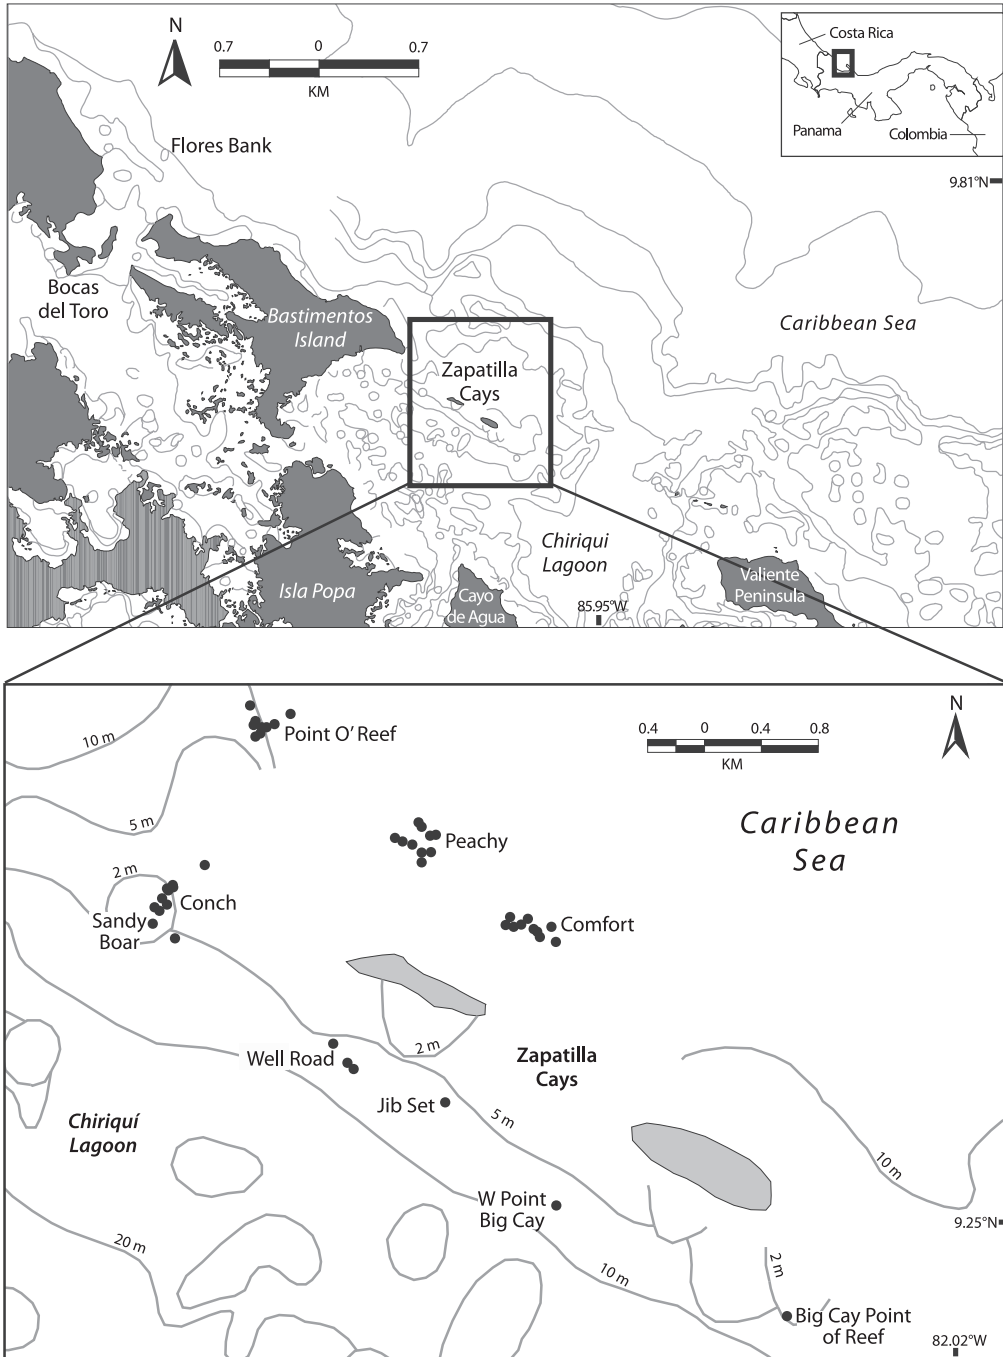 N
0.7 0 0.7
KM
Costa Rica
Panama
Colombia
9.81°N
Flores Bank
Bocas
del Toro
Bastimentos
Island
Caribbean Sea
Zapatilla
Cays
Chiriqui
Lagoon
Isla Popa
Cayo
de Agua
85.95°W
Valiente
Peninsula
10 m
Point O' Reef
0.4 0 0.4 0.8
KM
N
5 m
Peachy
Caribbean
Sea
2 m
Conch
Sandy
Boar
Comfort
2 m
Well Road
Zapatilla
Cays
Jib Set
5 m
Chiriquí
Lagoon
10 m
W Point
Big Cay
9.25°N
20 m
10 m
2 m
Big Cay Point
of Reef
82.02°W